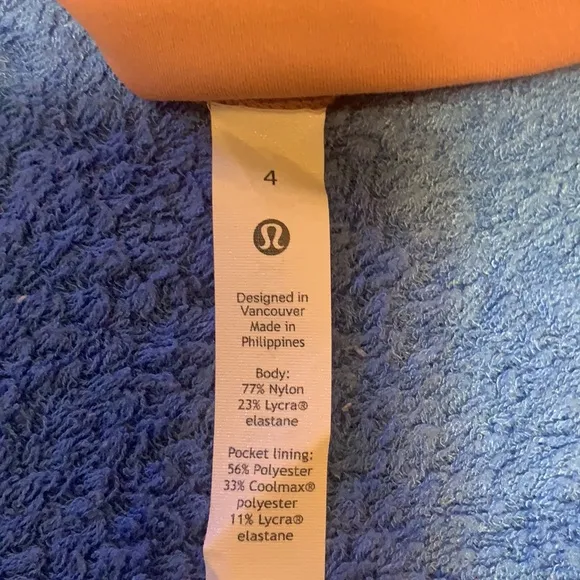 4
Designed in
Vancouver
Made in
Philippines
Body:
77% Nylon
23% Lycra®
elastane
Pocket lining:
56% Polyester
33% Coolmax®
polyester
11% Lycra®
elastane